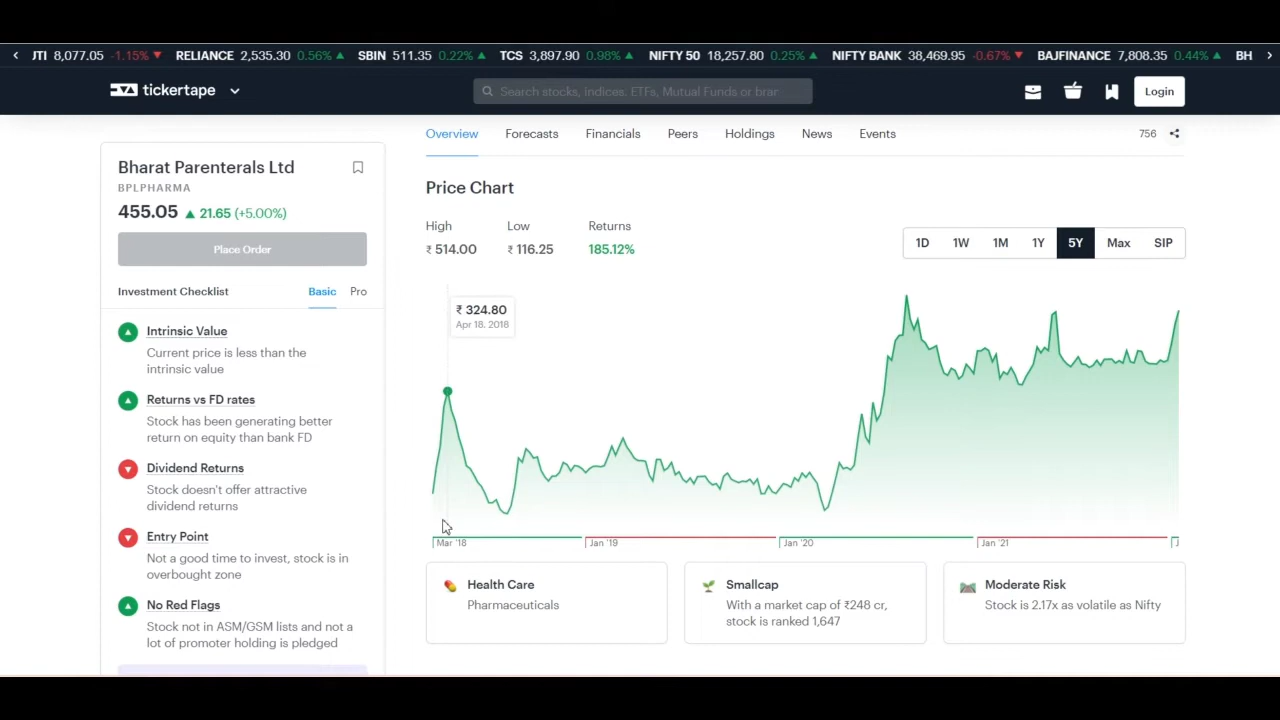 JTI 8,077.05 -1.15% RELIANCE 2,535.30 0.56% SBIN 511.35 0.22% TCS 3,897.90 0.98% NIFTY 50 18,257.80 0.25% NIFTY BANK 38,469.95 -0.67% BAJFINANCE 7,808.35 0.44% BH
tickertape
Search stocks, indices, ETFs, Mutual Funds or bran
Login
Overview Forecasts Financials Peers Holdings News Events 756
Bharat Parenterals Ltd
BPLPHARMA
455.05 21.65 (+5.00%)
Place Order
Investment Checklist Basic Pro
Intrinsic Value
Current price is less than the
intrinsic value
Returns vs FD rates
Stock has been generating better
return on equity than bank FD
Dividend Returns
Stock doesn't offer attractive
dividend returns
Entry Point
Not a good time to invest, stock is in
overbought zone
No Red Flags
Stock not in ASM/GSM lists and not a
lot of promoter holding is pledged
Price Chart
High Low Returns
₹ 514.00 ₹ 116.25 185.12%
1D 1W 1M 1Y 5Y Max SIP
₹ 324.80
Apr 18, 2018
Mar '18 Jan '19 Jan '20 Jan '21 J
Health Care
Pharmaceuticals
Smallcap
With a market cap of ₹248 cr,
stock is ranked 1,647
Moderate Risk
Stock is 2.17x as volatile as Nifty